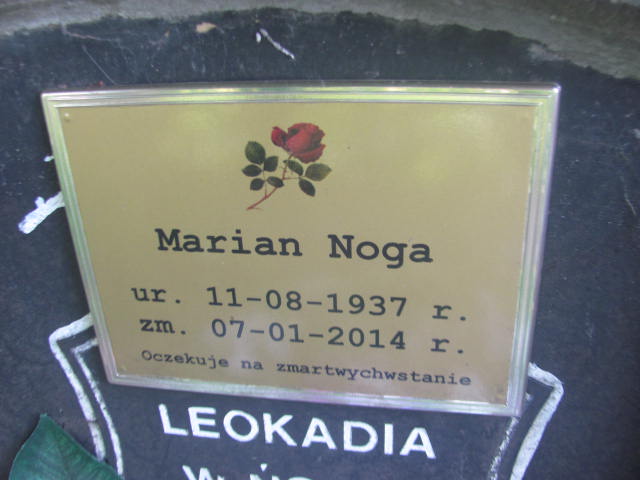 Marian Noga
ur. 11-08-1937 r.
zm. 07-01-2014 r.
Oczekuje na zmartwychwstanie
LEOKADIA